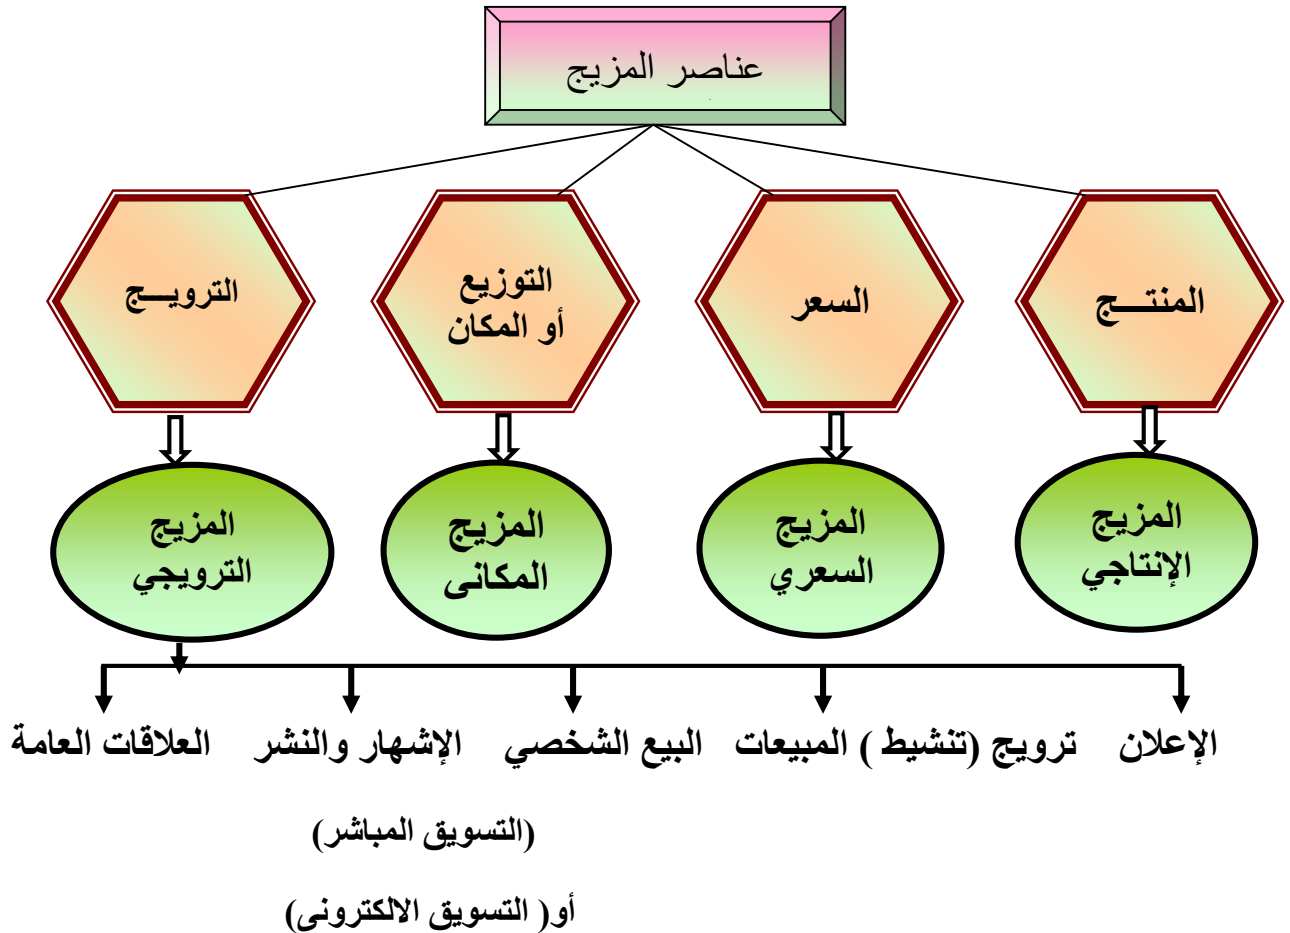 عناصر المزيج
المنتـــج
السعر
التوزيع
أو المكان
الترويـــج
المزيج
الإنتاجي
المزيج
السعري
المزيج
المكانى
المزيج
الترويجي
الإعلان
ترويج (تنشيط ) المبيعات
البيع الشخصي
الإشهار والنشر
العلاقات العامة
(التسويق المباشر)
أو( التسويق الالكترونى)